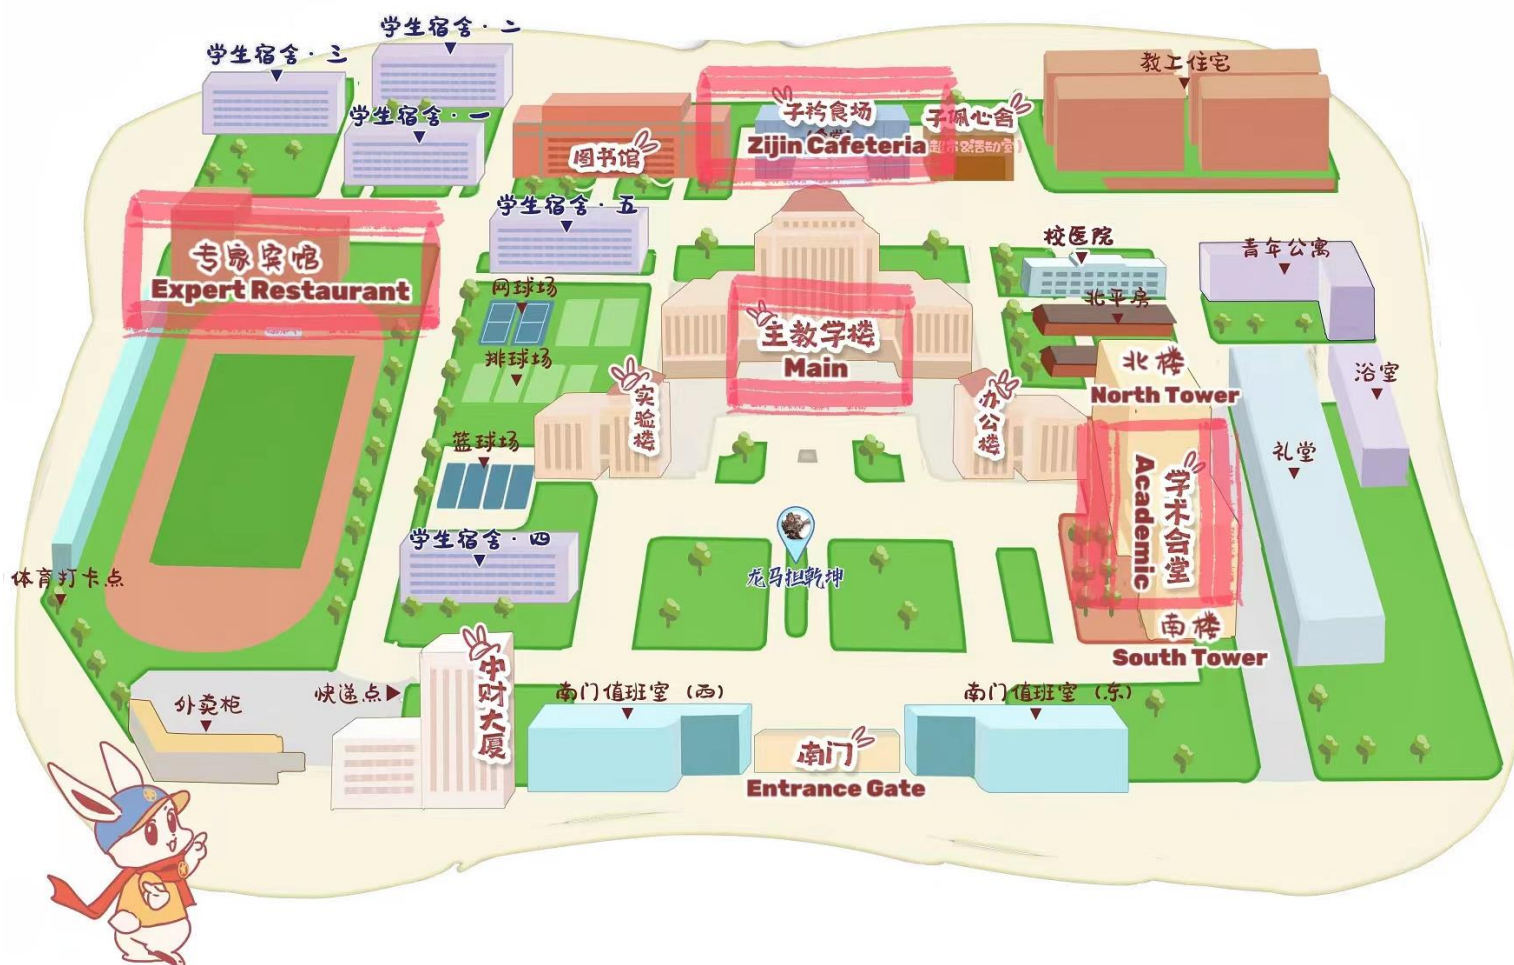 学生宿舍·二
学生宿舍·三
学生宿舍·一
教工住宅
子衿食场
Zijin Cafeteria
子佩心舍
图书馆
学生宿舍·五
校医院
青年公寓
专家宾馆
Expert Restaurant
网球场
北平房
主教学楼
Main
排球场
北楼
North Tower
浴室
实验楼
办公楼
篮球场
礼堂
学术会堂
Academic
学生宿舍·四
龙马担乾坤
体育打卡点
南楼
South Tower
中财大厦
快递点
外卖柜
南门值班室（西）
南门值班室（东）
南门
Entrance Gate